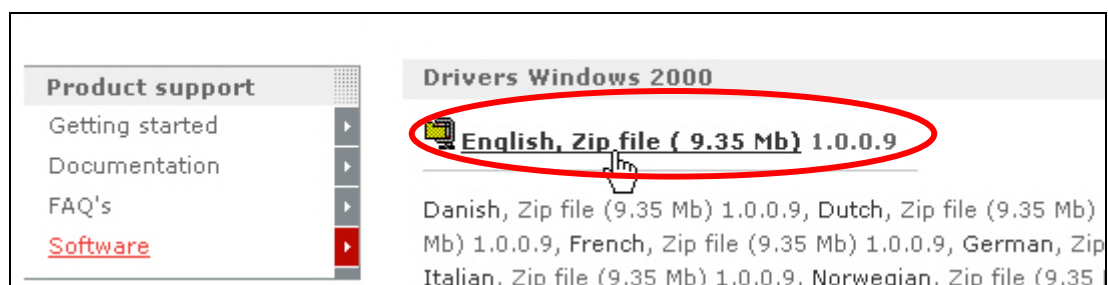 Product support
Getting started
Documentation
FAQ's
Software
Drivers Windows 2000
English, Zip file ( 9.35 Mb) 1.0.0.9
Danish, Zip file (9.35 Mb) 1.0.0.9, Dutch, Zip file (9.35 Mb)
Mb) 1.0.0.9, French, Zip file (9.35 Mb) 1.0.0.9, German, Zip
Italian, Zip file (9.35 Mb) 1.0.0.9, Norwegian, Zip file (9.35